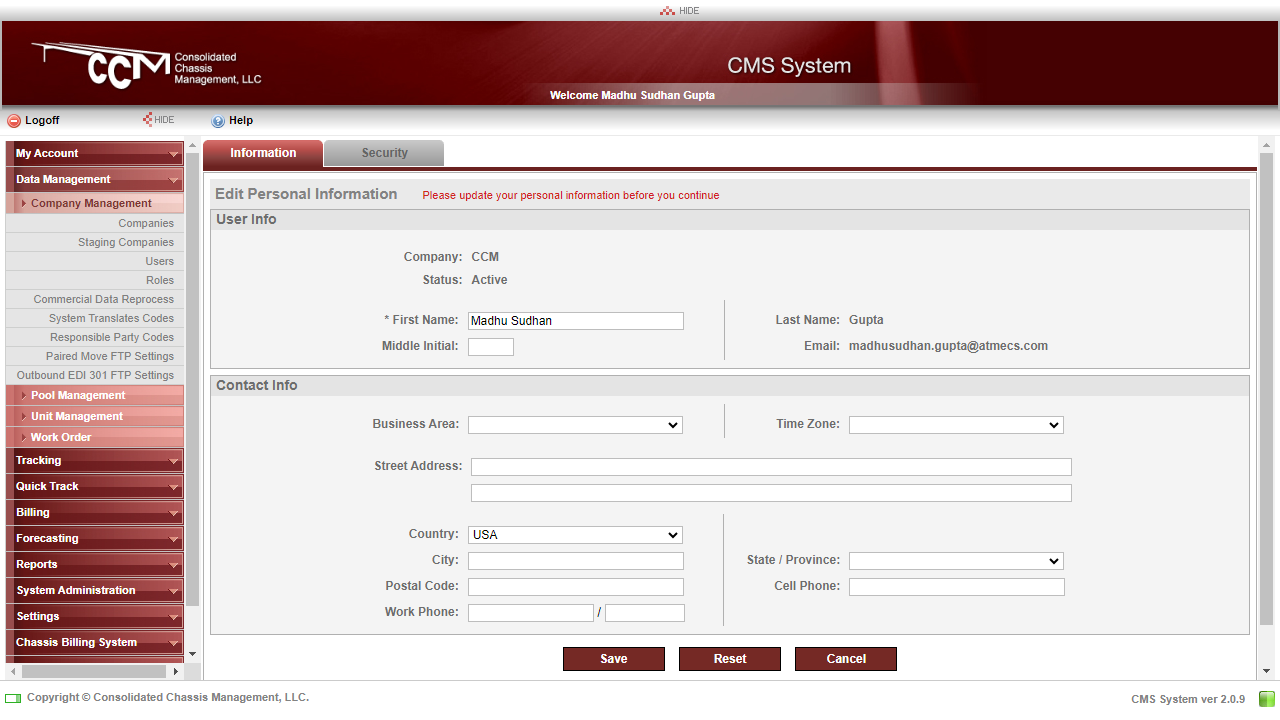 HIDE
CCM Consolidated
Chassis
Management, LLC
CMS System
Welcome Madhu Sudhan Gupta
Logoff
HIDE
Help
My Account
Data Management
Company Management
Companies
Staging Companies
Users
Roles
Commercial Data Reprocess
System Translates Codes
Responsible Party Codes
Paired Move FTP Settings
Outbound EDI 301 FTP Settings
Pool Management
Unit Management
Work Order
Tracking
Quick Track
Billing
Forecasting
Reports
System Administration
Settings
Chassis Billing System
Information Security
Edit Personal Information Please update your personal information before you continue
User Info
Company: CCM
Status: Active
* First Name: Madhu Sudhan Last Name: Gupta
Middle Initial: Email: madhusudhan.gupta@atmecs.com
Contact Info
Business Area: Time Zone:
Street Address:
Country: USA
City: State / Province:
Postal Code: Cell Phone:
Work Phone: /
Save Reset Cancel
Copyright © Consolidated Chassis Management, LLC.
CMS System ver 2.0.9